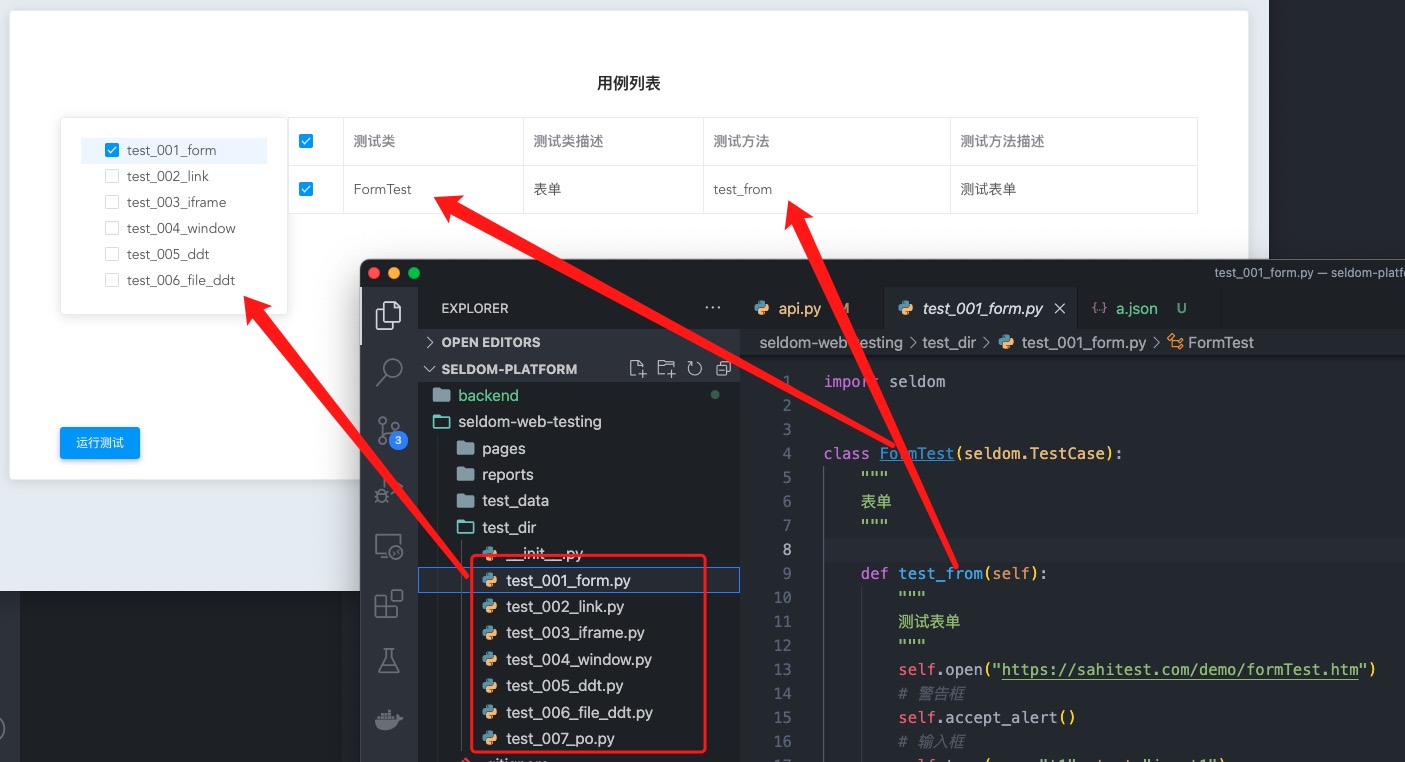 用例列表
test_001_form
test_002_link
test_003_iframe
test_004_window
test_005_ddt
test_006_file_ddt
测试类 测试类描述 测试方法 测试方法描述
FormTest 表单 test_from 测试表单
运行测试
test_001_form.py — seldom-platfo
EXPLORER ···
api.py M test_001_form.py a.json U
OPEN EDITORS
seldom-web-testing > test_dir > test_001_form.py > FormTest
SELDOM-PLATFORM
backend
seldom-web-testing
pages
reports
test_data
test_dir
__init__.py
test_001_form.py
test_002_link.py
test_003_iframe.py
test_004_window.py
test_005_ddt.py
test_006_file_ddt.py
test_007_po.py
3
1 import seldom
2
3
4 class FormTest(seldom.TestCase):
5 """
6 表单
7 """
8
9 def test_from(self):
10 """
11 测试表单
12 """
13 self.open("https://sahitest.com/demo/formTest.htm")
14 # 警告框
15 self.accept_alert()
16 # 输入框